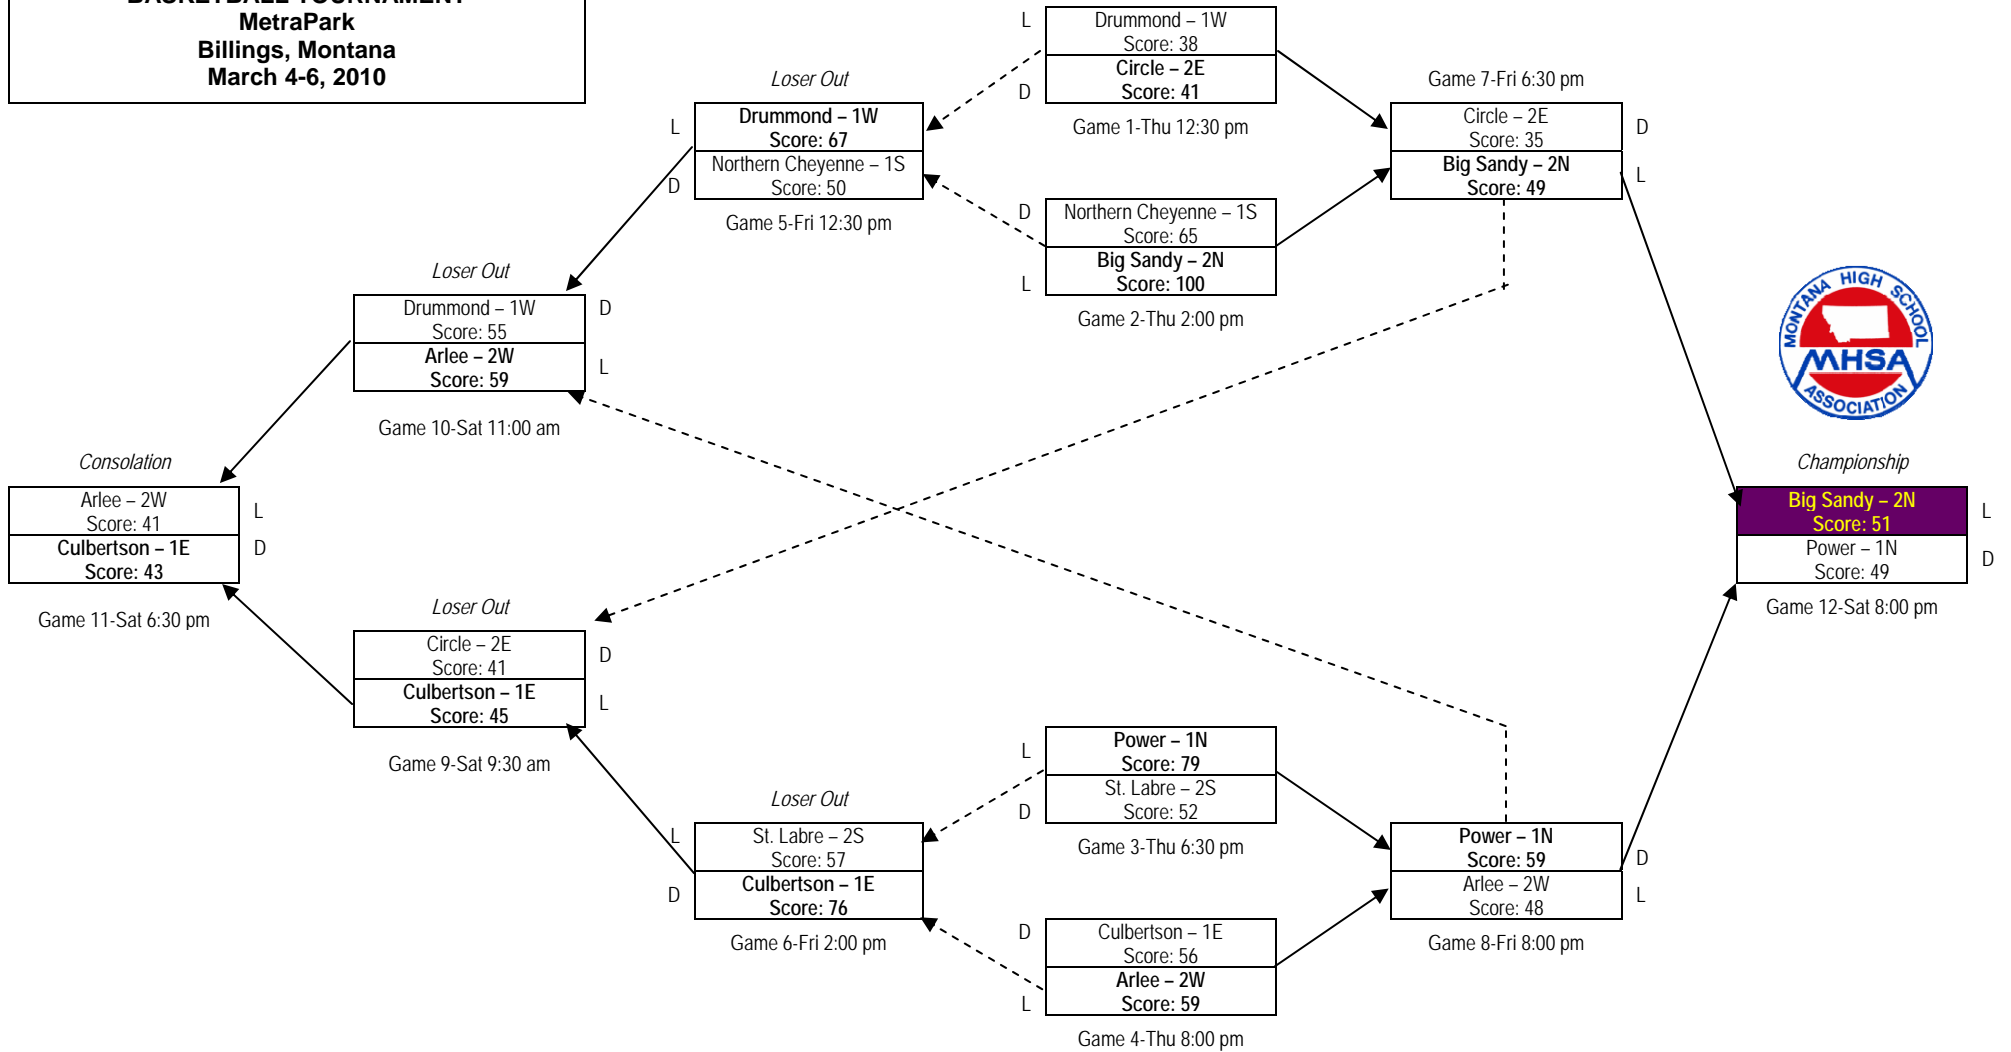 BASKETBALL TOURNAMENT
MetraPark
Billings, Montana
March 4-6, 2010
L
Drummond – 1W
Score: 38
Circle – 2E
Score: 41
D
Game 1-Thu 12:30 pm
Loser Out
L
Drummond – 1W
Score: 67
Northern Cheyenne – 1S
Score: 50
D
Game 5-Fri 12:30 pm
Game 7-Fri 6:30 pm
Circle – 2E
Score: 35
D
Big Sandy – 2N
Score: 49
L
D
Northern Cheyenne – 1S
Score: 65
Big Sandy – 2N
Score: 100
L
Game 2-Thu 2:00 pm
Loser Out
Drummond – 1W
Score: 55
D
Arlee – 2W
Score: 59
L
Game 10-Sat 11:00 am
MONTANA HIGH SCHOOL
MHSA
ASSOCIATION
Consolation
Arlee – 2W
Score: 41
L
Culbertson – 1E
Score: 43
D
Game 11-Sat 6:30 pm
Championship
Big Sandy – 2N
Score: 51
L
Power – 1N
Score: 49
D
Game 12-Sat 8:00 pm
Loser Out
Circle – 2E
Score: 41
D
Culbertson – 1E
Score: 45
L
Game 9-Sat 9:30 am
L
Power – 1N
Score: 79
St. Labre – 2S
Score: 52
D
Game 3-Thu 6:30 pm
Loser Out
L
St. Labre – 2S
Score: 57
Culbertson – 1E
Score: 76
D
Game 6-Fri 2:00 pm
Power – 1N
Score: 59
D
Arlee – 2W
Score: 48
L
Game 8-Fri 8:00 pm
D
Culbertson – 1E
Score: 56
Arlee – 2W
Score: 59
L
Game 4-Thu 8:00 pm